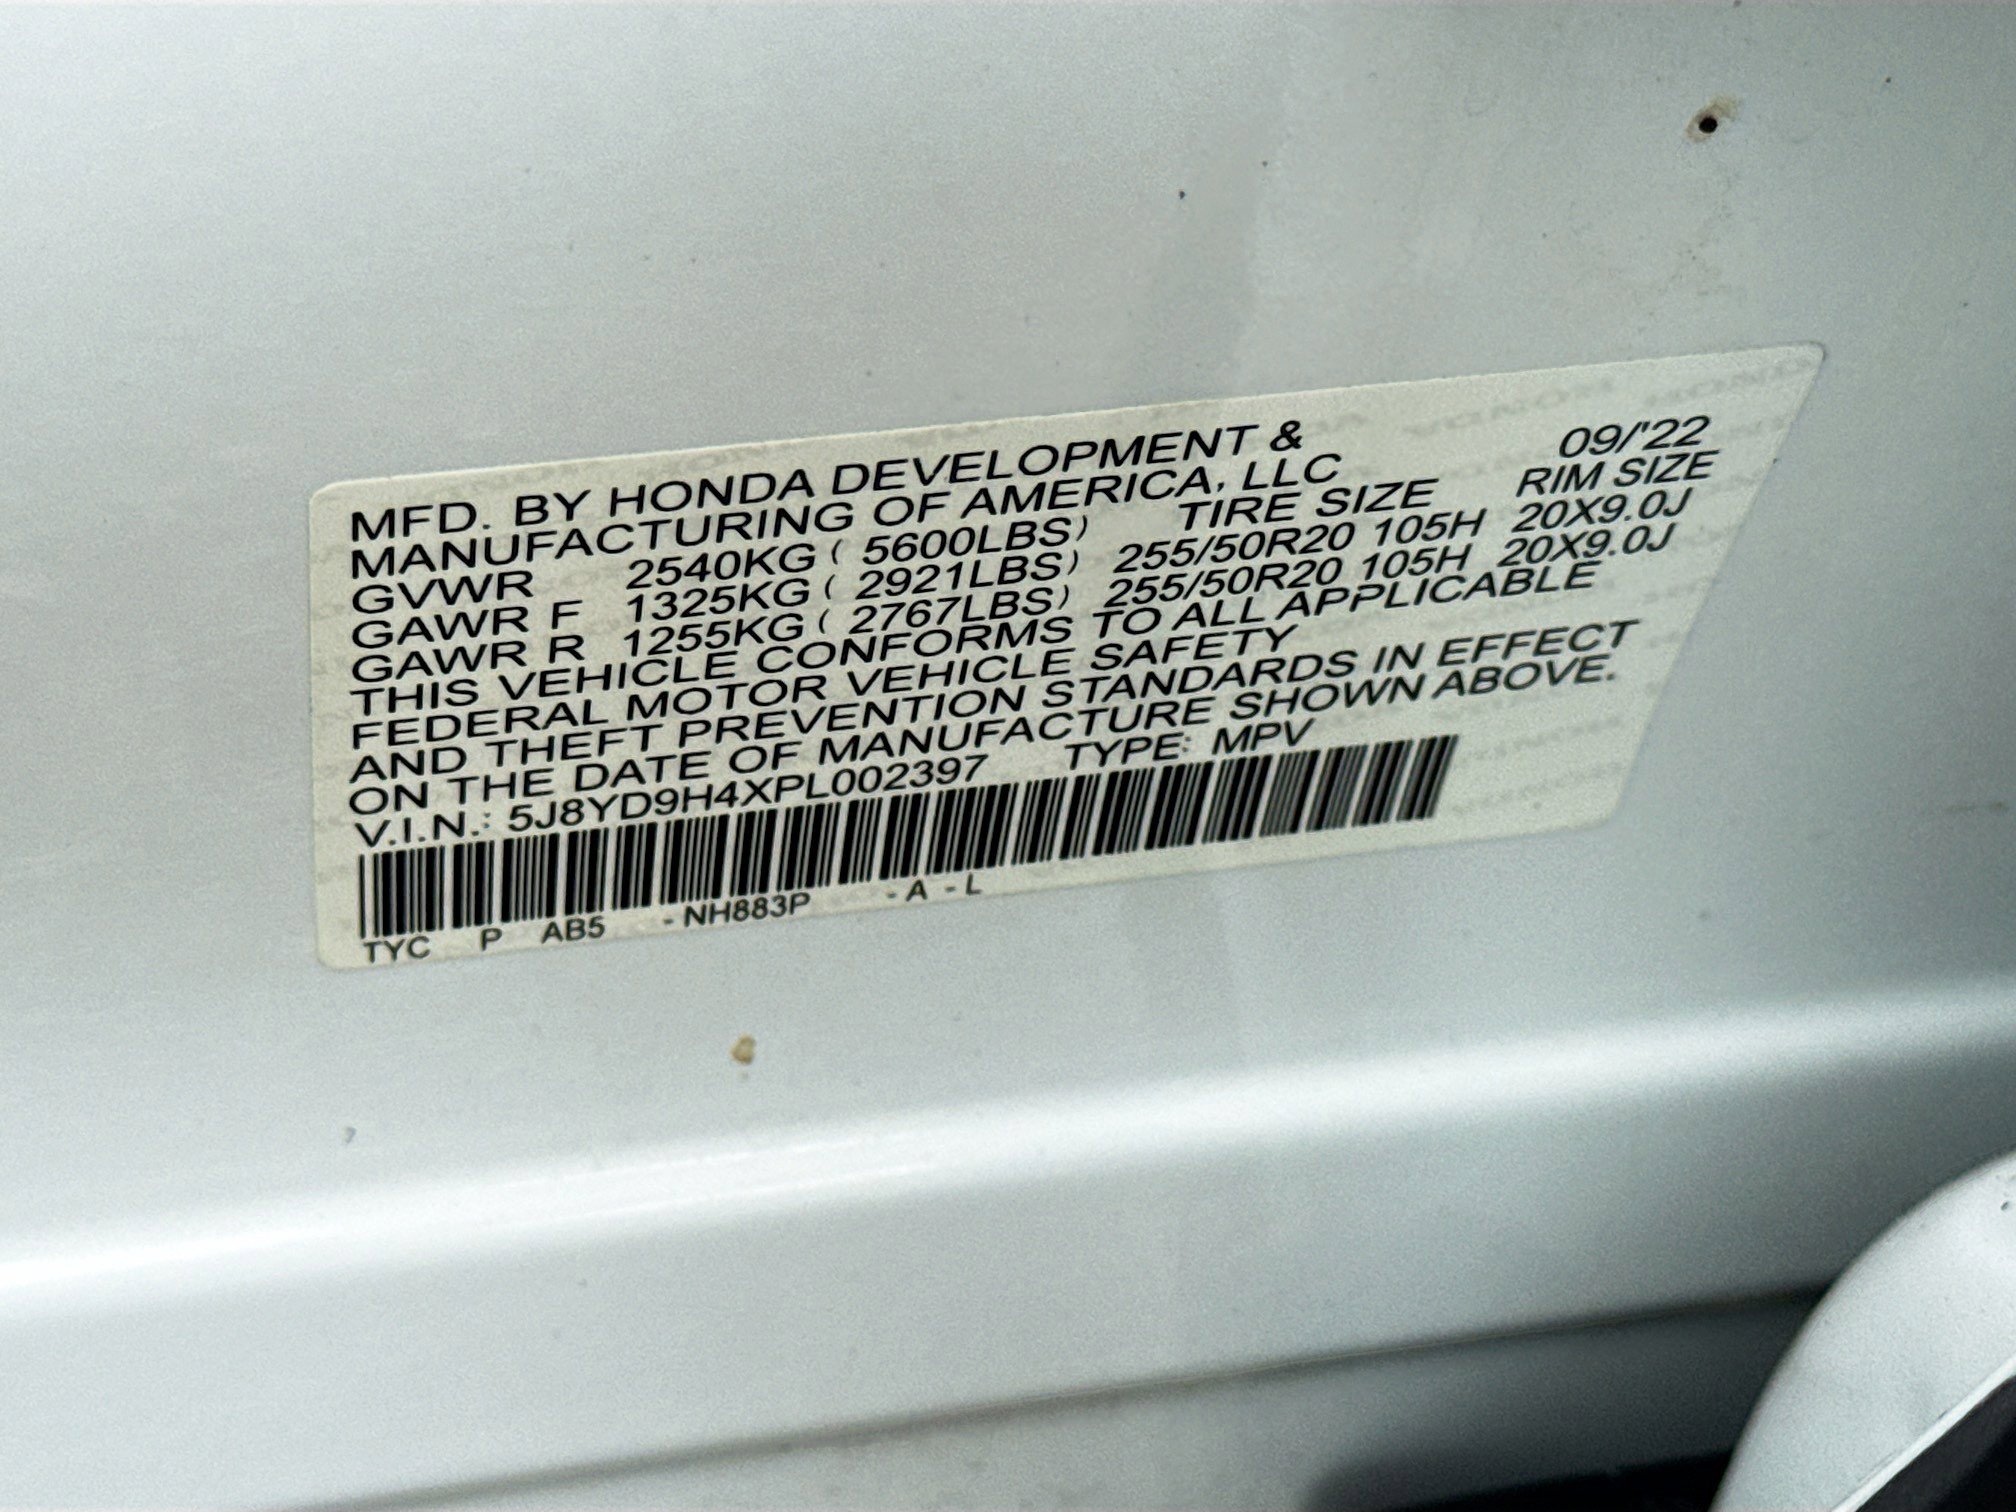 MFD. BY HONDA DEVELOPMENT & 09/'22
MANUFACTURING OF AMERICA, LLC RIM SIZE
GVWR 2540KG ( 5600LBS) TIRE SIZE
GAWR F 1325KG ( 2921LBS) 255/50R20 105H 20X9.0J
GAWR R 1255KG ( 2767LBS) 255/50R20 105H 20X9.0J
THIS VEHICLE CONFORMS TO ALL APPLICABLE
FEDERAL MOTOR VEHICLE SAFETY
AND THEFT PREVENTION STANDARDS IN EFFECT
ON THE DATE OF MANUFACTURE SHOWN ABOVE.
V.I.N.: 5J8YD9H4XPL002397 TYPE: MPV
TYC P AB5 -NH883P -A -L